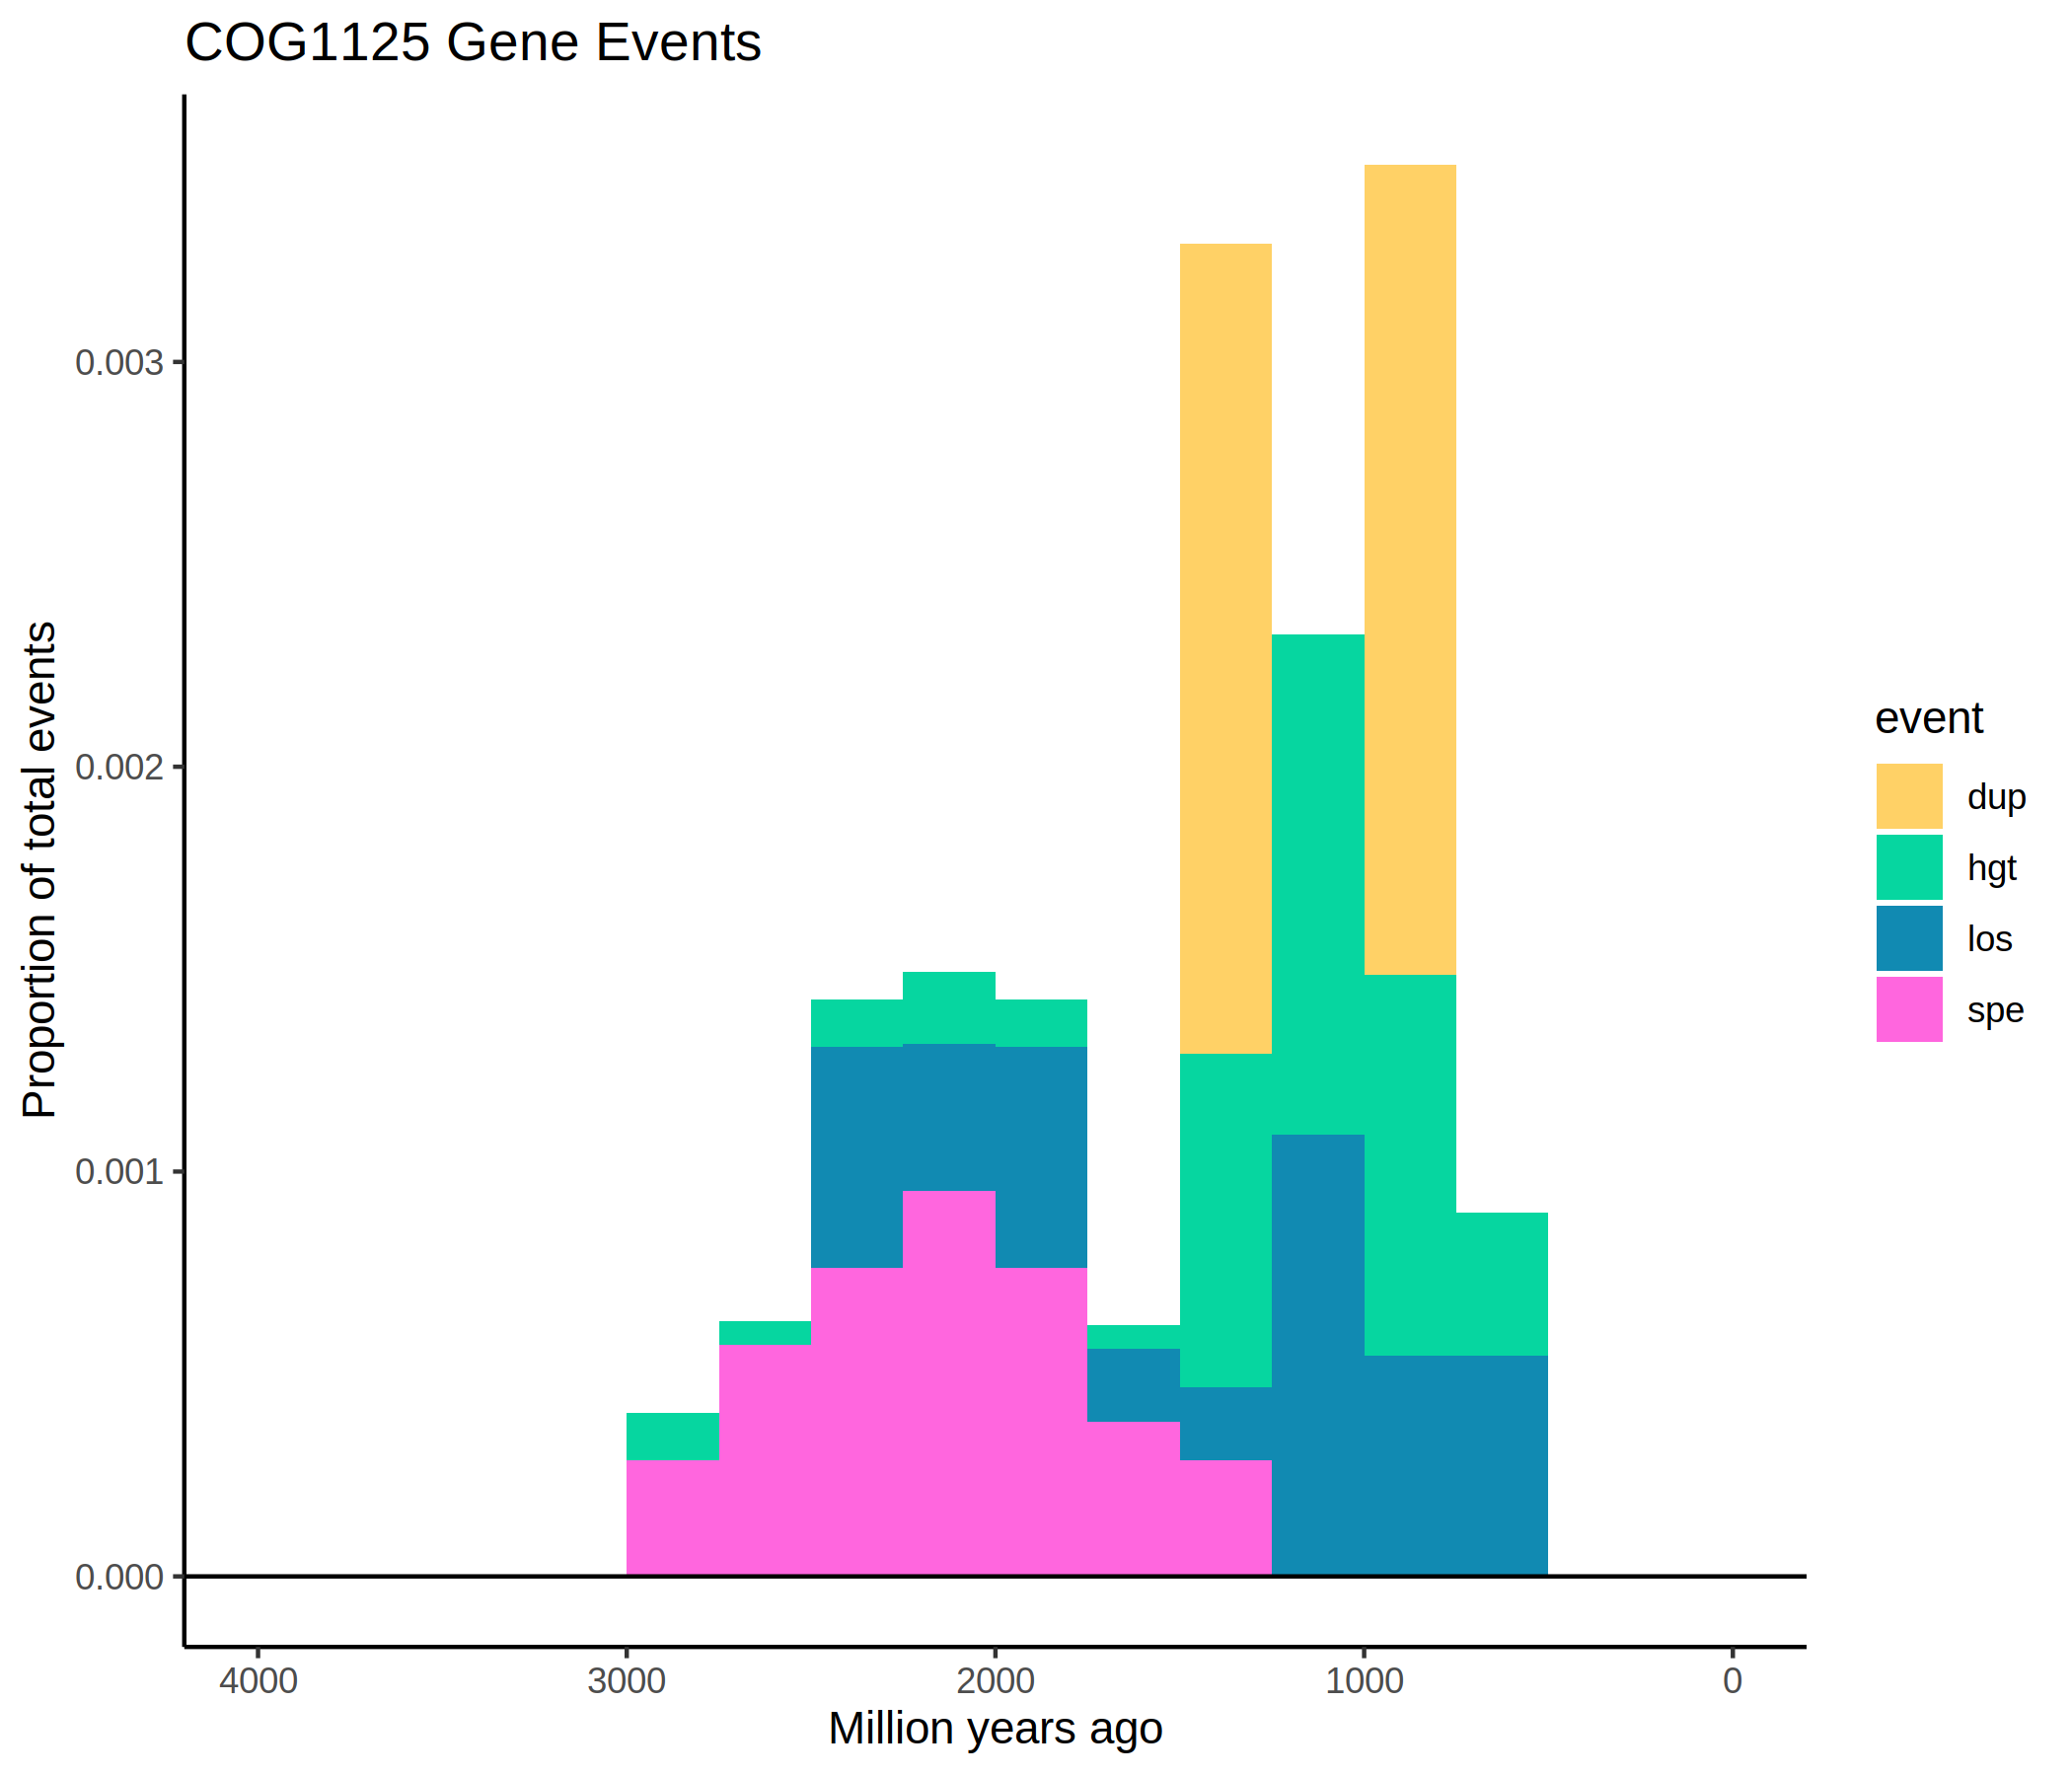 COG1125 Gene Events
Proportion of total events
0.003
0.002
0.001
0.000
4000 3000 2000 1000 0
Million years ago
event
dup
hgt
los
spe